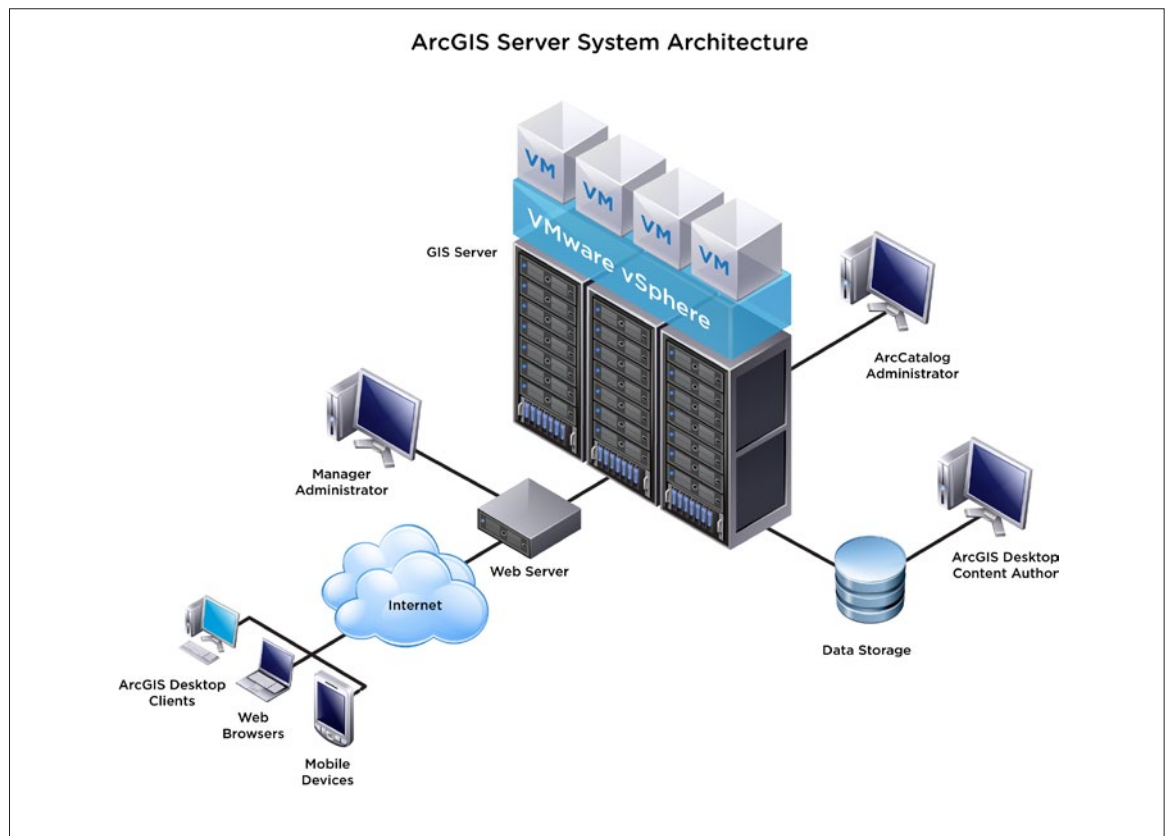 ArcGIS Server System Architecture
VM
VM
VM
VM
VMware vSphere
GIS Server
ArcCatalog
Administrator
Manager
Administrator
Web Server
ArcGIS Desktop
Content Author
Internet
Data Storage
ArcGIS Desktop
Clients
Web
Browsers
Mobile
Devices